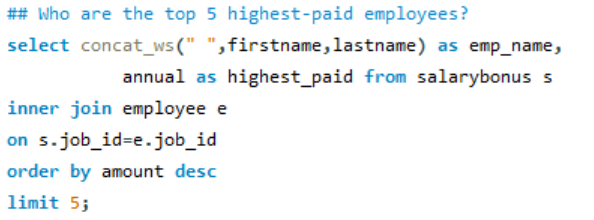 ## Who are the top 5 highest-paid employees?
select concat_ws(" ",firstname,lastname) as emp_name,
annual as highest_paid from salarybonus s
inner join employee e
on s.job_id=e.job_id
order by amount desc
limit 5;